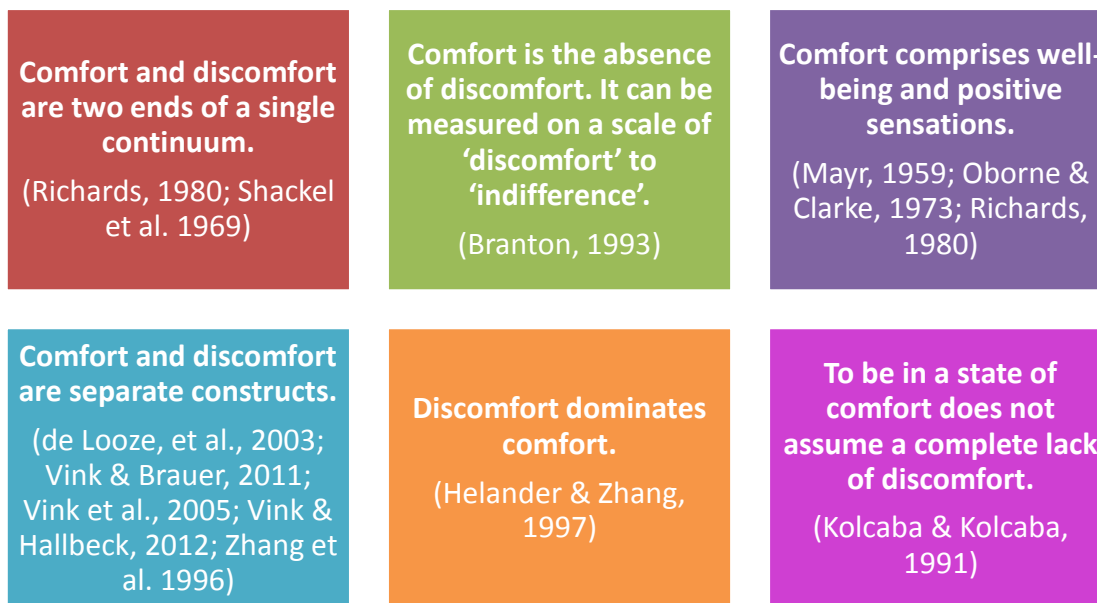 Comfort and discomfort
are two ends of a single
continuum.
(Richards, 1980; Shackel
et al. 1969)
Comfort is the absence
of discomfort. It can be
measured on a scale of
‘discomfort’ to
‘indifference’.
(Branton, 1993)
Comfort comprises well-
being and positive
sensations.
(Mayr, 1959; Oborne &
Clarke, 1973; Richards,
1980)
Comfort and discomfort
are separate constructs.
(de Looze, et al., 2003;
Vink & Brauer, 2011;
Vink et al., 2005; Vink &
Hallbeck, 2012; Zhang et
al. 1996)
Discomfort dominates
comfort.
(Helander & Zhang,
1997)
To be in a state of
comfort does not
assume a complete lack
of discomfort.
(Kolcaba & Kolcaba,
1991)